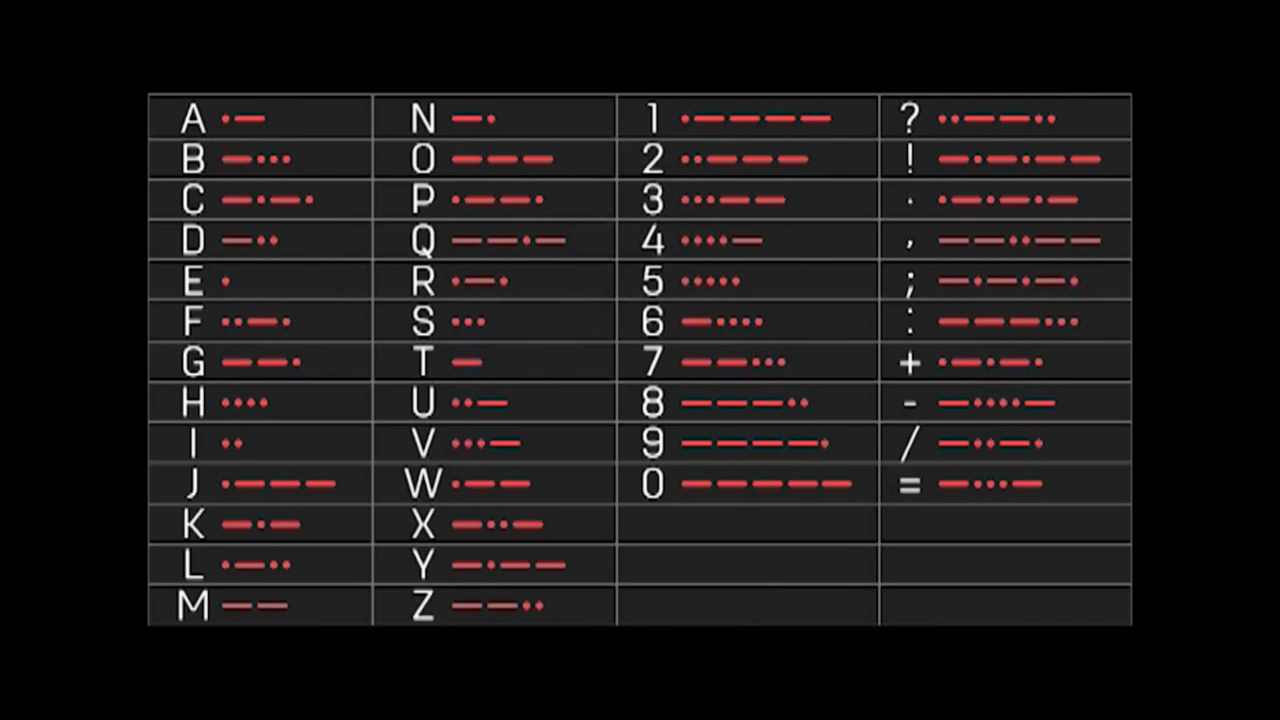 A •— N —• 1 •———— ? ••——••
B —••• O ——— 2 ••——— ! —•—•——
C —•—• P •——• 3 •••—— . •—•—•—
D —•• Q ——•— 4 ••••— , ——••——
E • R •—• 5 ••••• ; —•—•—•
F ••—• S ••• 6 —•••• : ———•••
G ——• T — 7 ——••• + •—•—•
H •••• U ••— 8 ———•• - —••••—
I •• V •••— 9 ————• / —••—•
J •——— W •—— 0 ————— = —•••—
K —•— X —••—
L •—•• Y —•——
M —— Z ——••